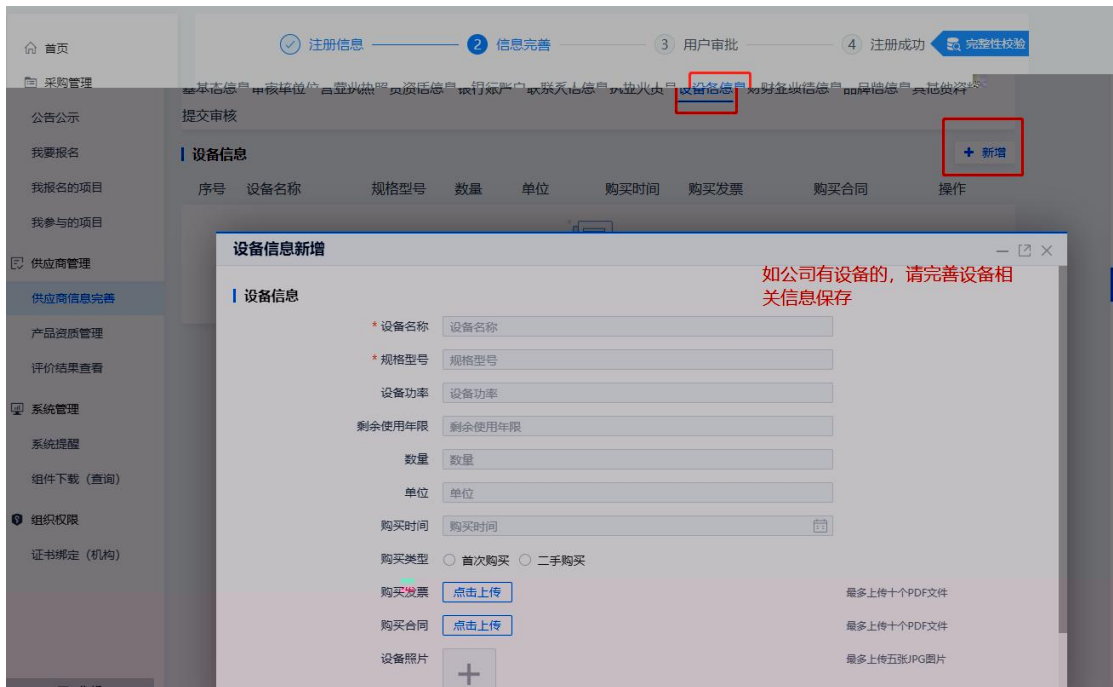 首页
注册信息
2 信息完善
3 用户审批
4 注册成功
完整性校验
采购管理
设备信息
公告公示
提交审核
我要报名
设备信息
+ 新增
我报名的项目
序号 设备名称 规格型号 数量 单位 购买时间 购买发票 购买合同 操作
我参与的项目
供应商管理
供应商信息完善
产品资质管理
评价结果查看
系统管理
系统提醒
组件下载（查询）
组织权限
证书绑定（机构）
设备信息新增
如公司有设备的，请完善设备相
关信息保存
设备信息
* 设备名称 设备名称
* 规格型号 规格型号
设备功率 设备功率
剩余使用年限 剩余使用年限
数量 数量
单位 单位
购买时间 购买时间
购买类型 首次购买 二手购买
购买发票 点击上传 最多上传十个PDF文件
购买合同 点击上传 最多上传十个PDF文件
设备照片 最多上传五张JPG图片